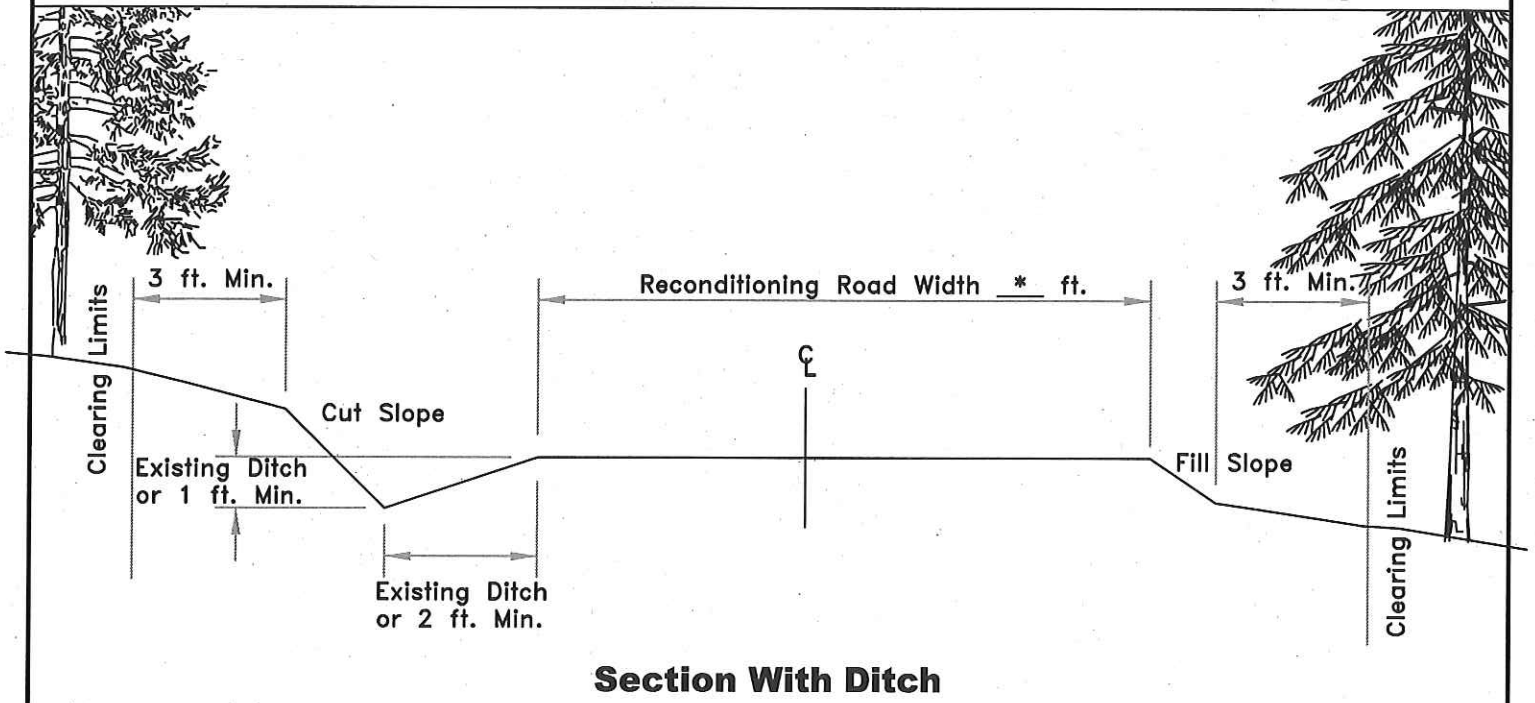 3 ft. Min.
Reconditioning Road Width * ft.
3 ft. Min.
Clearing Limits
℄
Cut Slope
Existing Ditch
or 1 ft. Min.
Fill Slope
Clearing Limits
Existing Ditch
or 2 ft. Min.
Section With Ditch